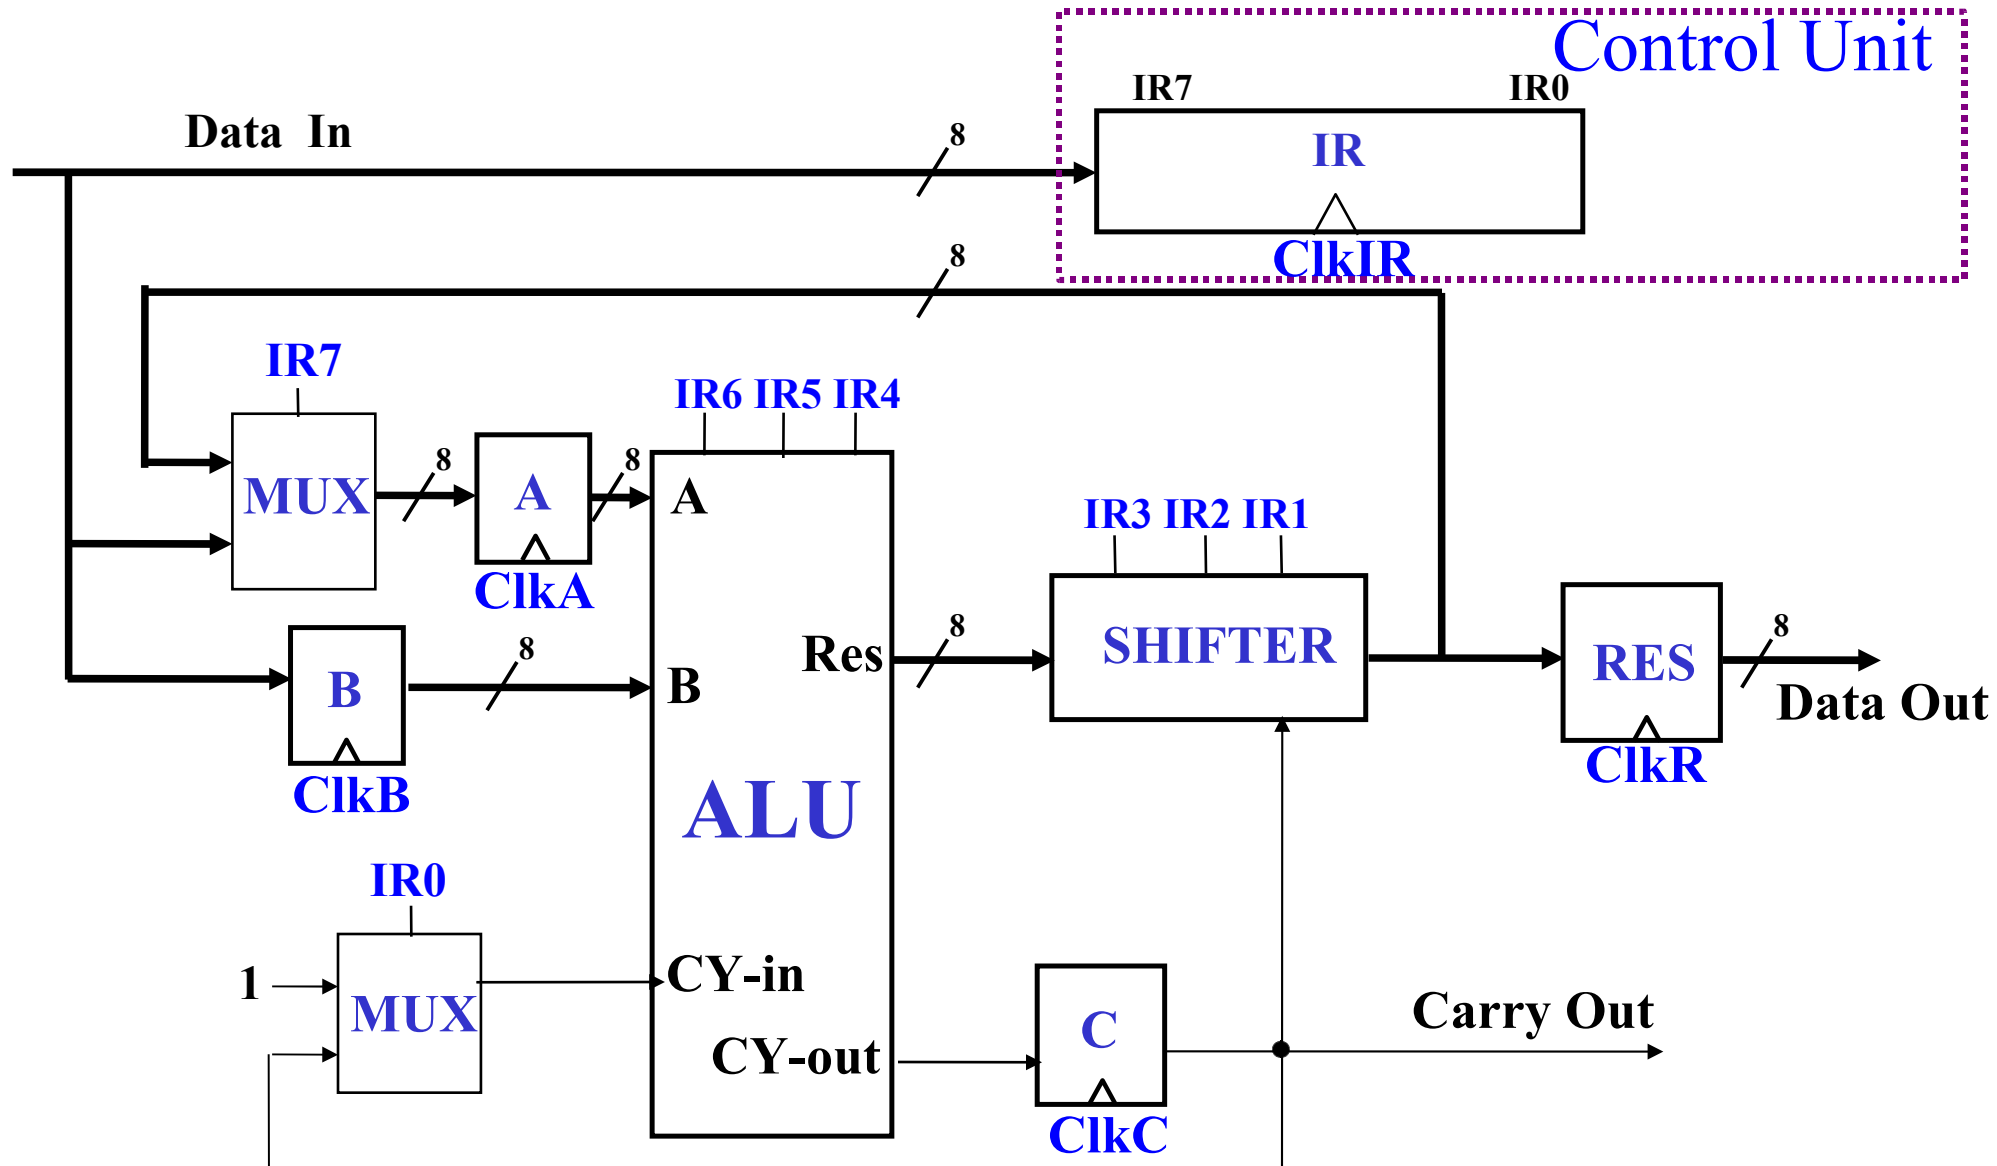 Control Unit
IR7 IR0
Data In 8
IR
ClkIR
8
IR7
IR6 IR5 IR4
8 8
MUX A A
IR3 IR2 IR1
ClkA
8 Res 8 SHIFTER 8
B B RES
Data Out
ClkB ALU ClkR
IR0
1 MUX CY-in
C Carry Out
CY-out
ClkC